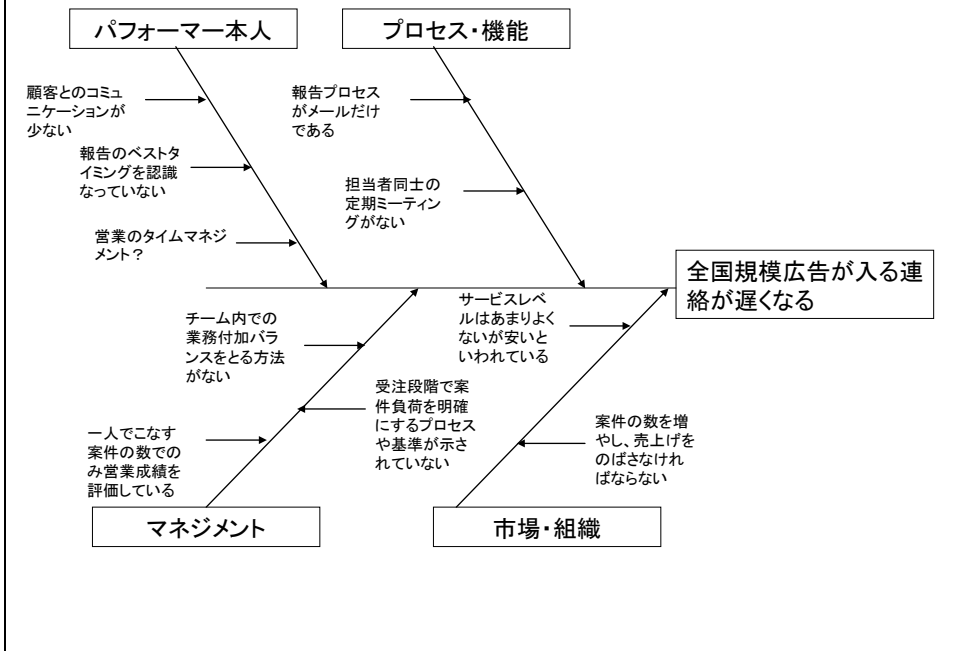 パフォーマー本人
プロセス・機能
顧客とのコミュ
ニケーションが
少ない
報告プロセス
がメールだけ
である
報告のベストタ
イミングを認識
なっていない
担当者同士の
定期ミーティン
グがない
営業のタイムマネジ
メント?
全国規模広告が入る連
絡が遅くなる
チーム内での
業務付加バラ
ンスをとる方法
がない
サービスレベ
ルはあまりよく
ないが安いと
いわれている
受注段階で案
件負荷を明確
にするプロセス
や基準が示さ
れていない
一人でこなす
案件の数での
み営業成績を
評価している
案件の数を増
やし、売上げを
のばさなけれ
ばならない
マネジメント
市場・組織